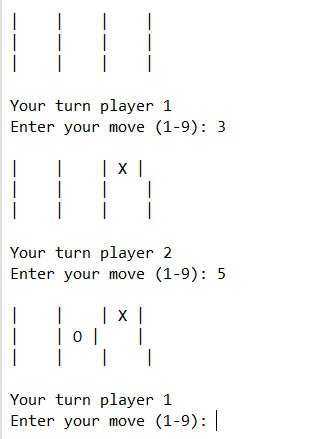 |    |    |    |
|    |    |    |
|    |    |    |
Your turn player 1
Enter your move (1-9): 3
|    |    | X |
|    |    |    |
|    |    |    |
Your turn player 2
Enter your move (1-9): 5
|    |    | X |
|    | O |    |
|    |    |    |
Your turn player 1
Enter your move (1-9):